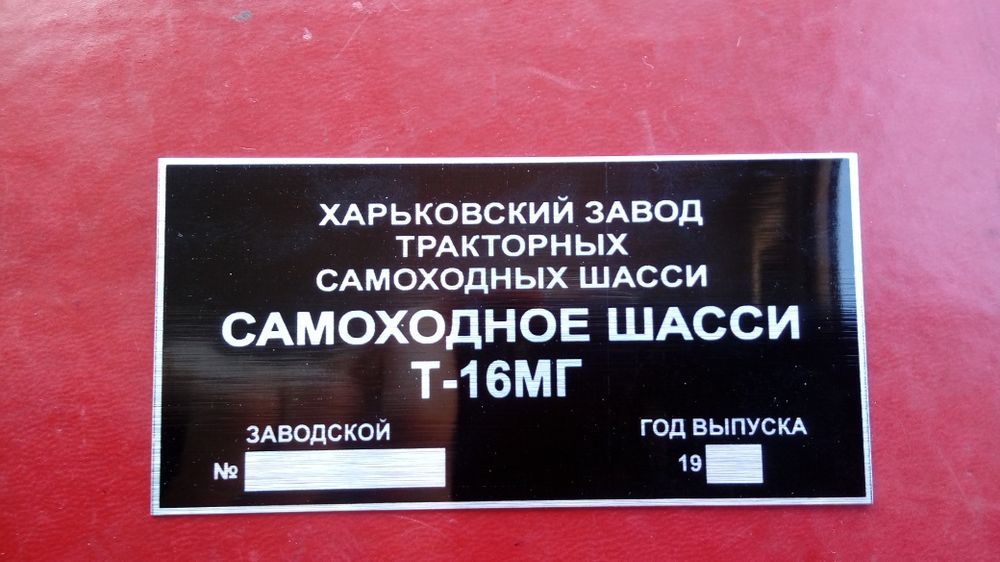 ХАРЬКОВСКИЙ ЗАВОД
ТРАКТОРНЫХ
САМОХОДНЫХ ШАССИ
САМОХОДНОЕ ШАССИ
Т-16МГ
ЗАВОДСКОЙ ГОД ВЫПУСКА
№ 19